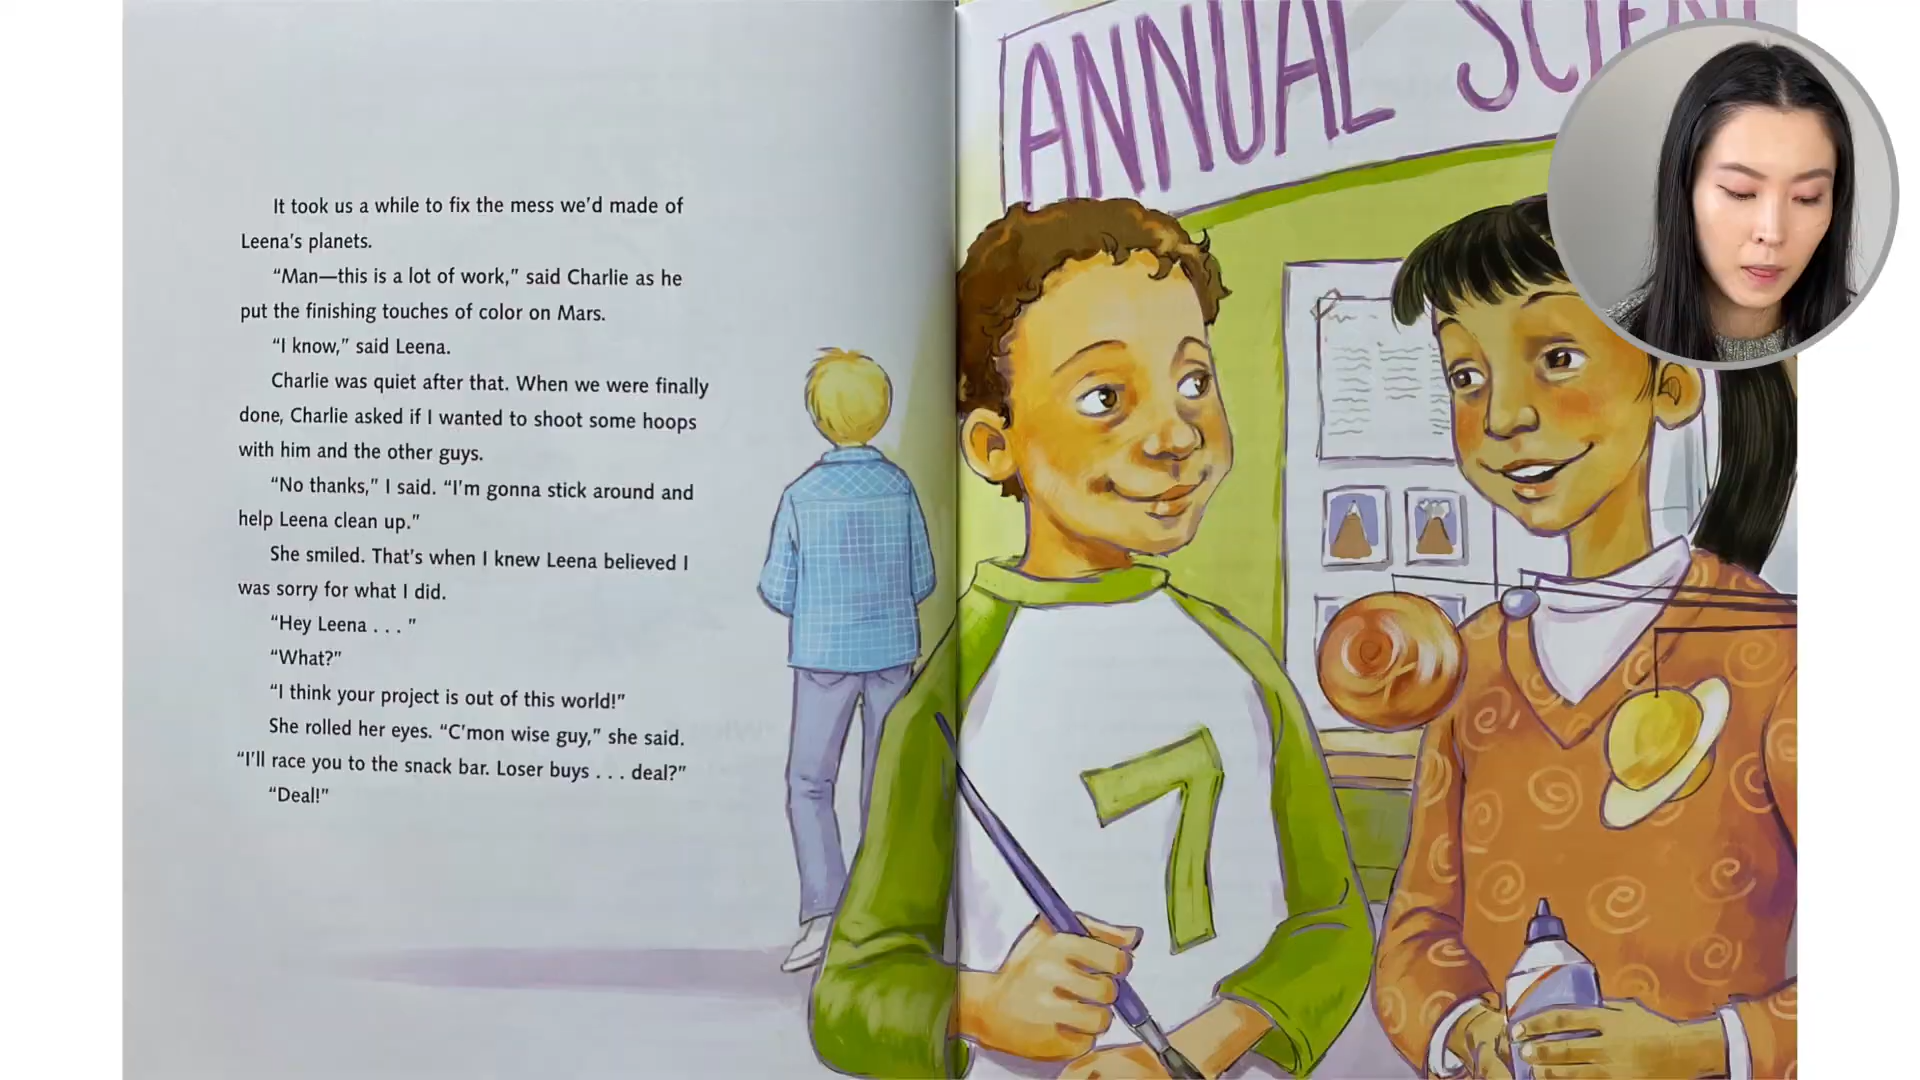 It took us a while to fix the mess we’d made of
Leena’s planets.
“Man—this is a lot of work,” said Charlie as he
put the finishing touches of color on Mars.
“I know,” said Leena.
Charlie was quiet after that. When we were finally
done, Charlie asked if I wanted to shoot some hoops
with him and the other guys.
“No thanks,” I said. “I’m gonna stick around and
help Leena clean up.”
She smiled. That’s when I knew Leena believed I
was sorry for what I did.
“Hey Leena . . . ”
“What?”
“I think your project is out of this world!”
She rolled her eyes. “C’mon wise guy,” she said.
“I’ll race you to the snack bar. Loser buys . . . deal?”
“Deal!”
ANNUAL
7